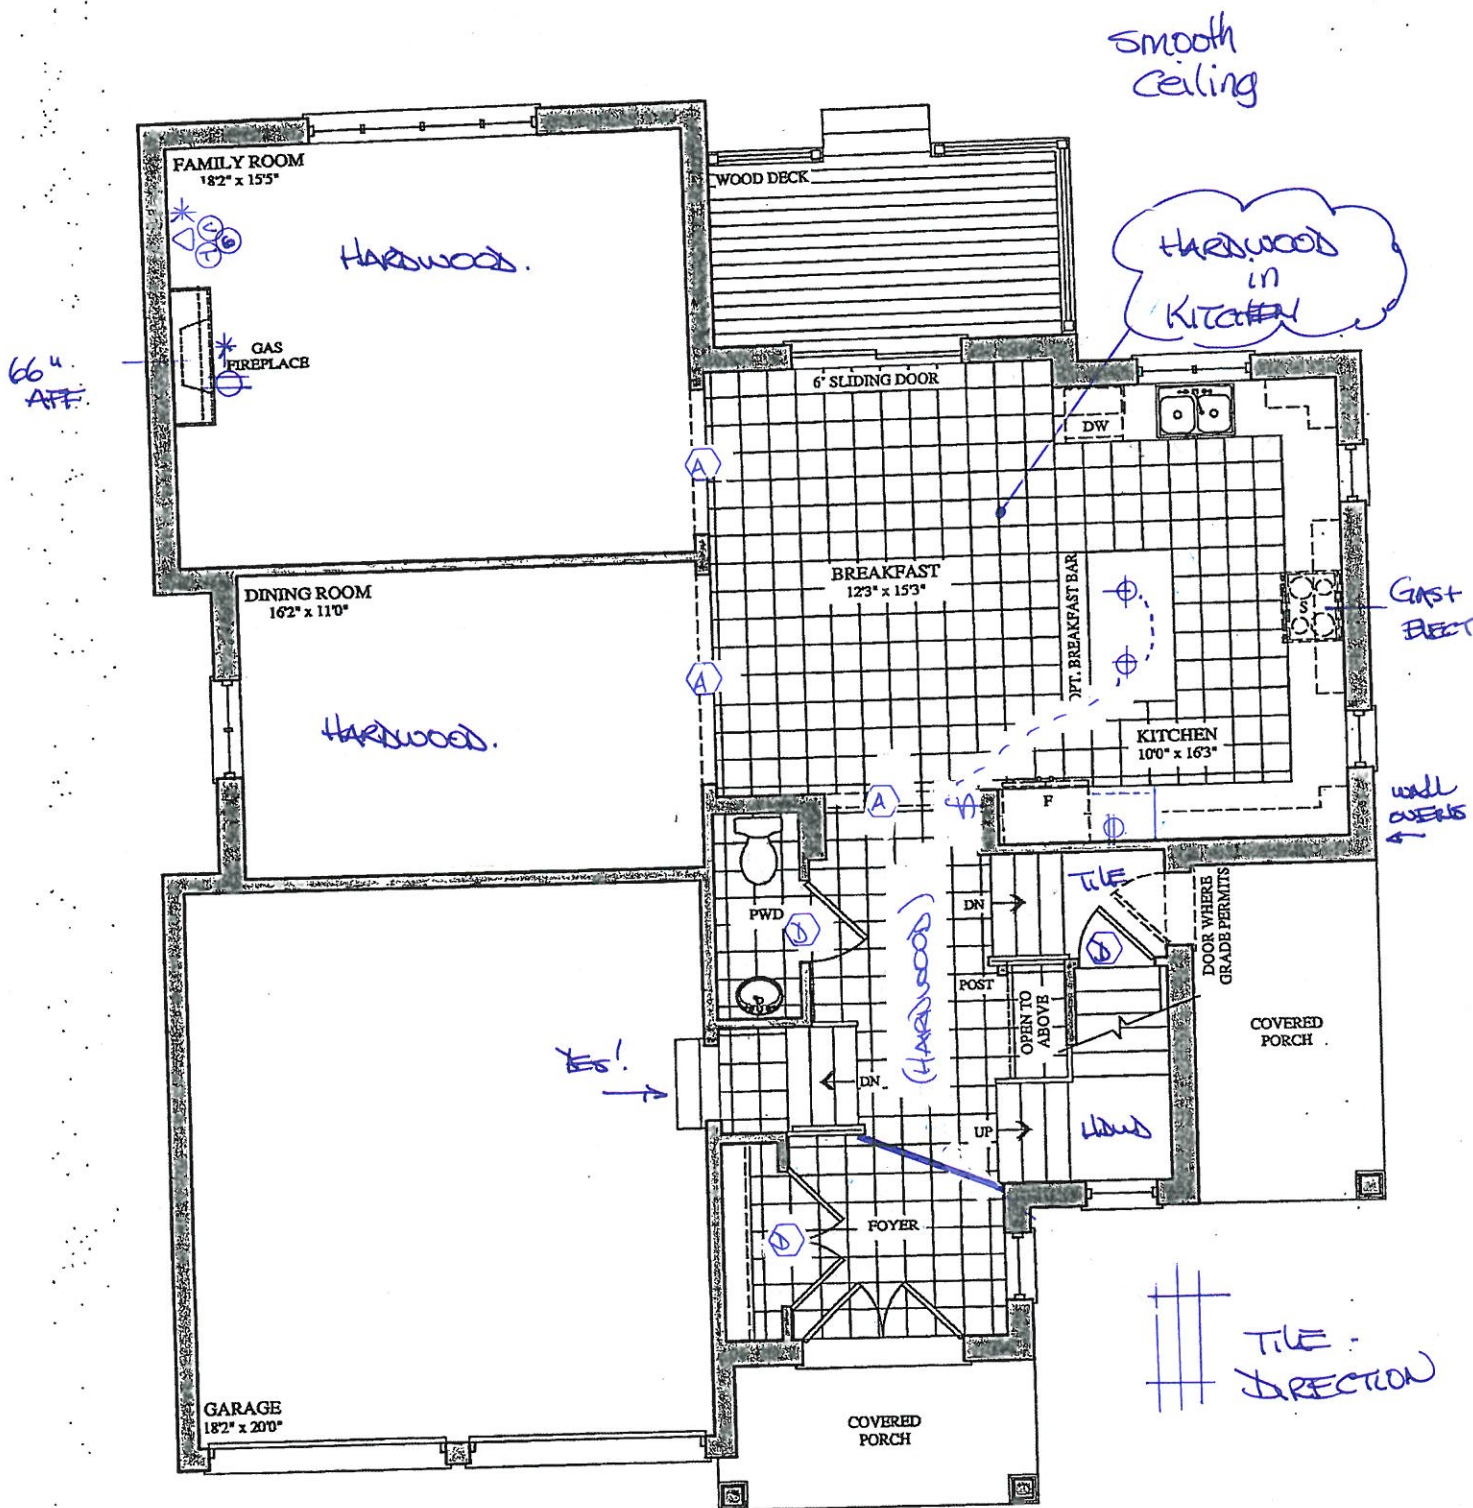 smooth
ceiling
FAMILY ROOM
18'2" x 15'5"
WOOD DECK
HARDWOOD.
HARDWOOD
in
KITCHEN
C
6
T
66"
AFF.
GAS
FIREPLACE
6' SLIDING DOOR
DW
A
BREAKFAST
12'3" x 15'3"
OPT. BREAKFAST BAR
S
GAS +
ELECT
DINING ROOM
16'2" x 11'0"
A
HARDWOOD.
KITCHEN
10'0" x 16'3"
A
F
WALL
OVENS
TILE
DN
PWD
D
(HARDWOOD)
D
DOOR WHERE
GRADE PERMITS
POST
OPEN TO
ABOVE
COVERED
PORCH
YES!
DN
UP
HDWD
D
FOYER
TILE -
DIRECTION
GARAGE
18'2" x 20'0"
COVERED
PORCH